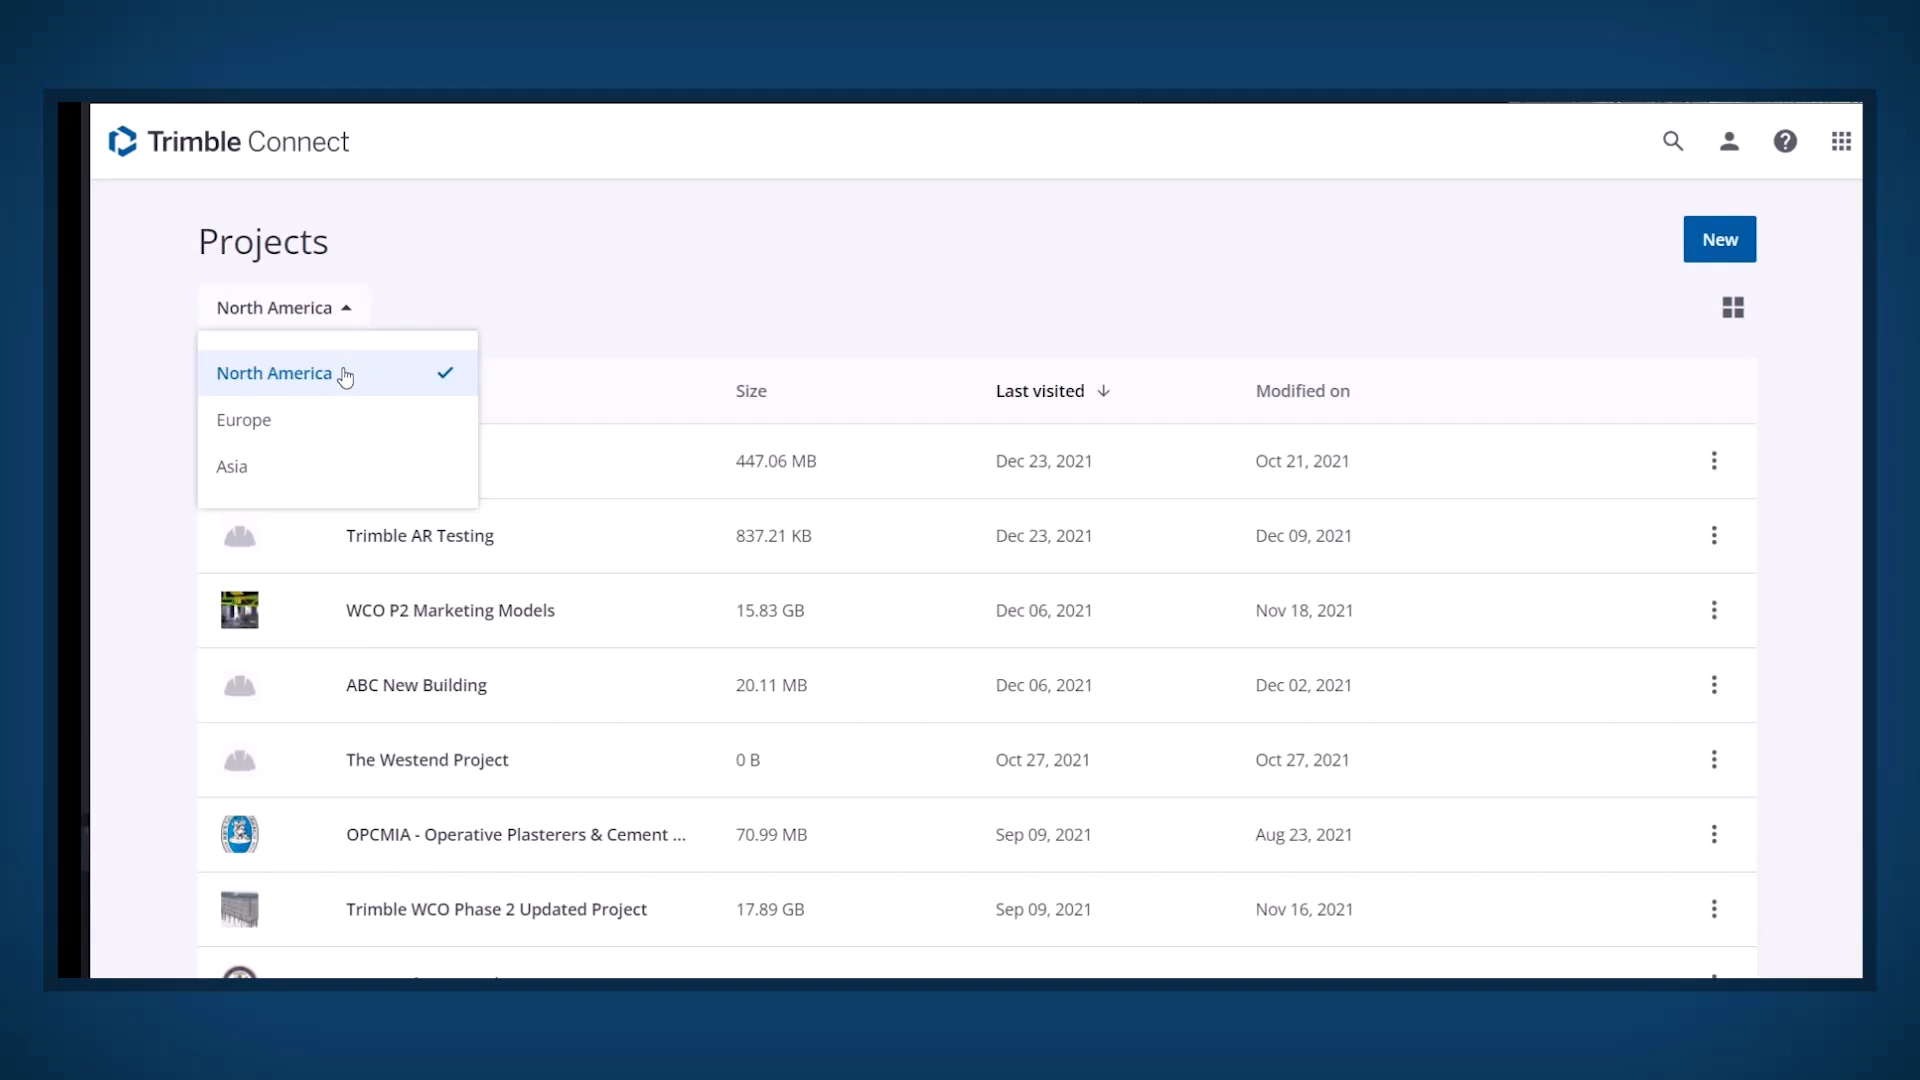 Trimble Connect
Projects
New
North America
North America
Europe
Asia
Size Last visited Modified on
447.06 MB Dec 23, 2021 Oct 21, 2021
Trimble AR Testing 837.21 KB Dec 23, 2021 Dec 09, 2021
WCO P2 Marketing Models 15.83 GB Dec 06, 2021 Nov 18, 2021
ABC New Building 20.11 MB Dec 06, 2021 Dec 02, 2021
The Westend Project 0 B Oct 27, 2021 Oct 27, 2021
OPCMIA - Operative Plasterers & Cement ... 70.99 MB Sep 09, 2021 Aug 23, 2021
Trimble WCO Phase 2 Updated Project 17.89 GB Sep 09, 2021 Nov 16, 2021